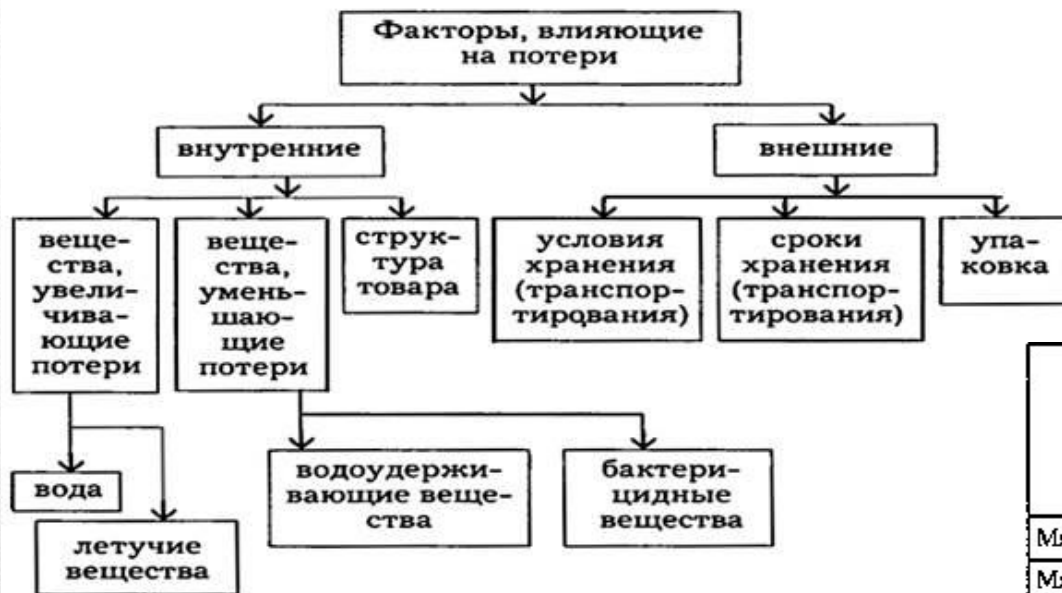 Факторы, влияющие
на потери
внутренние
внешние
веще-
ства,
увели-
чива-
ющие
потери
веще-
ства,
умень-
шаю-
щие
потери
струк-
тура
товара
условия
хранения
(транспор-
тирования)
сроки
хранения
(транспор-
тирования)
упа-
ковка
вода
летучие
вещества
водоудержи-
вающие веще-
ства
бактери-
цидные
вещества